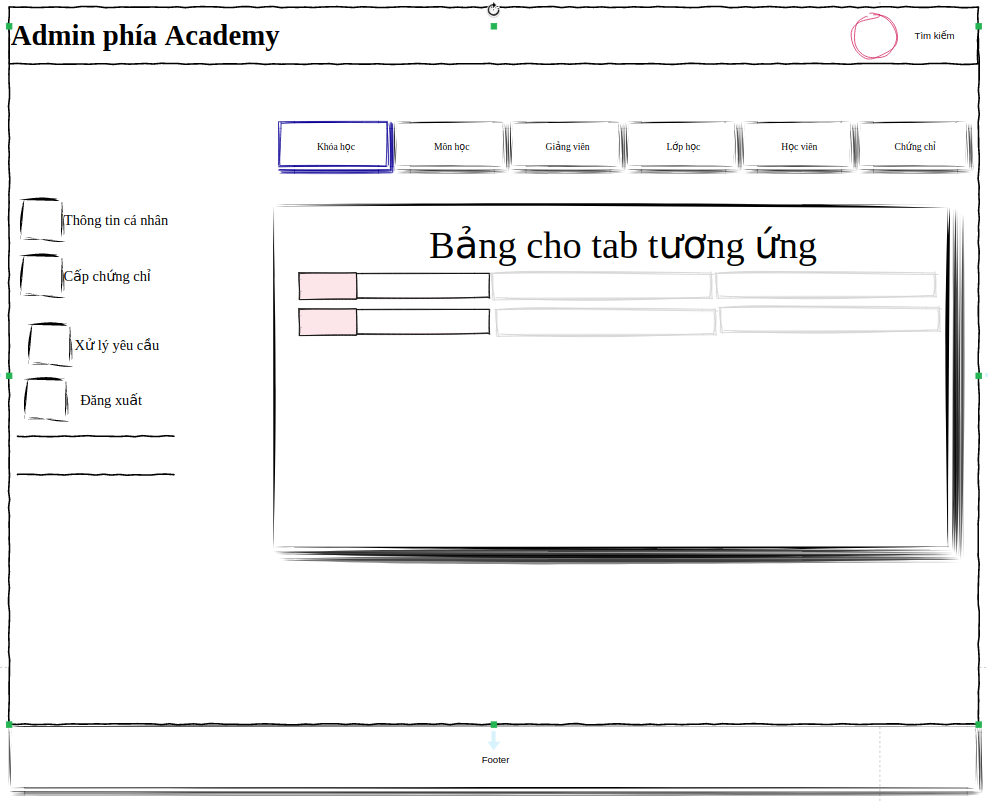 Admin phía Academy
Tìm kiếm
Khóa học
Môn học
Giảng viên
Lớp học
Học viên
Chứng chỉ
Thông tin cá nhân
Cấp chứng chỉ
Xử lý yêu cầu
Đăng xuất
Bảng cho tab tương ứng
Footer